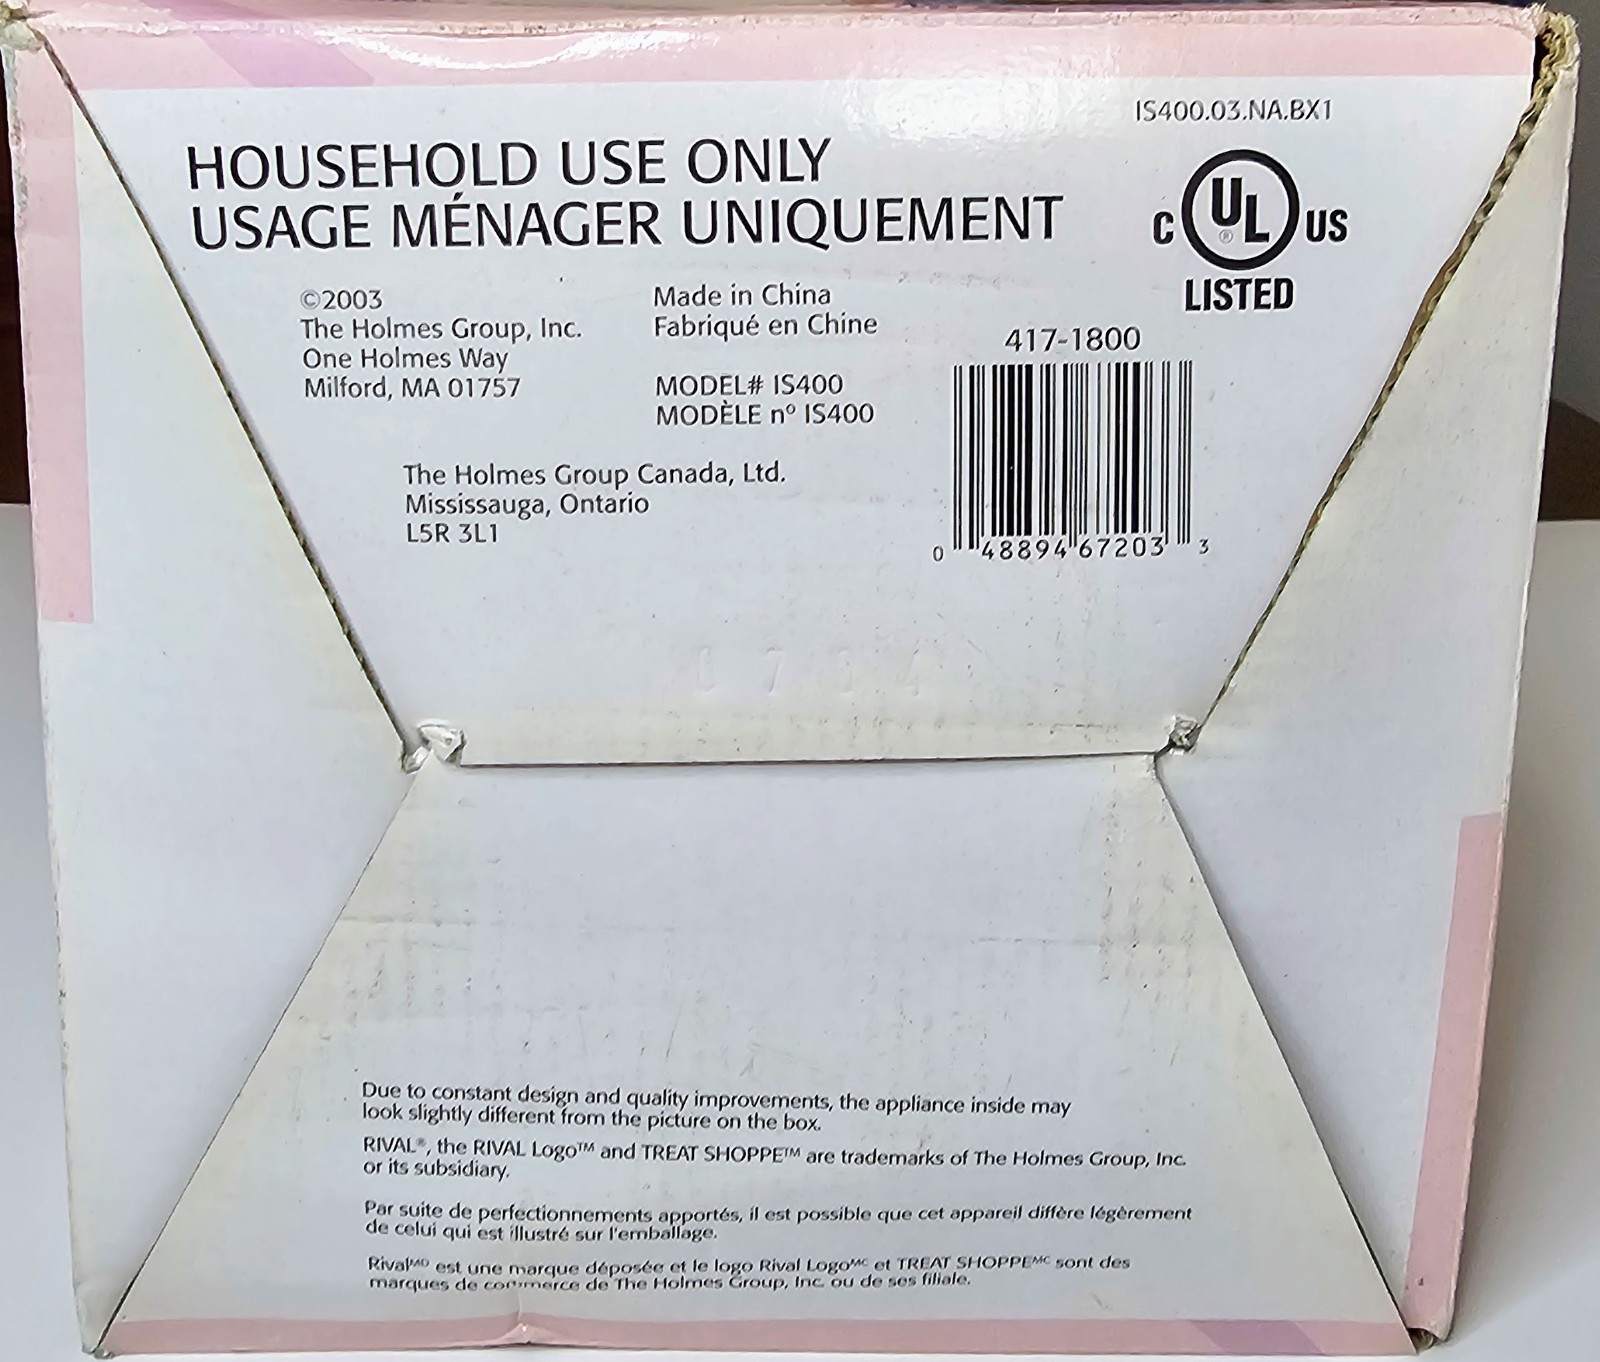 IS400.03.NA.BX1
HOUSEHOLD USE ONLY
USAGE MÉNAGER UNIQUEMENT
C UL® US
LISTED
©2003
The Holmes Group, Inc.
One Holmes Way
Milford, MA 01757
Made in China
Fabriqué en Chine
MODEL# IS400
MODÈLE nº IS400
The Holmes Group Canada, Ltd.
Mississauga, Ontario
L5R 3L1
417-1800
0 48894 67203 3
Due to constant design and quality improvements, the appliance inside may
look slightly different from the picture on the box.
RIVAL®, the RIVAL Logo™ and TREAT SHOPPE™ are trademarks of The Holmes Group, Inc.
or its subsidiary.
Par suite de perfectionnements apportés, il est possible que cet appareil diffère légèrement
de celui qui est illustré sur l'emballage.
Rivalᴹᴰ est une marque déposée et le logo Rival Logoᴹᶜ et TREAT SHOPPEᴹᶜ sont des
marques de commerce de The Holmes Group, Inc. ou de ses filiale.